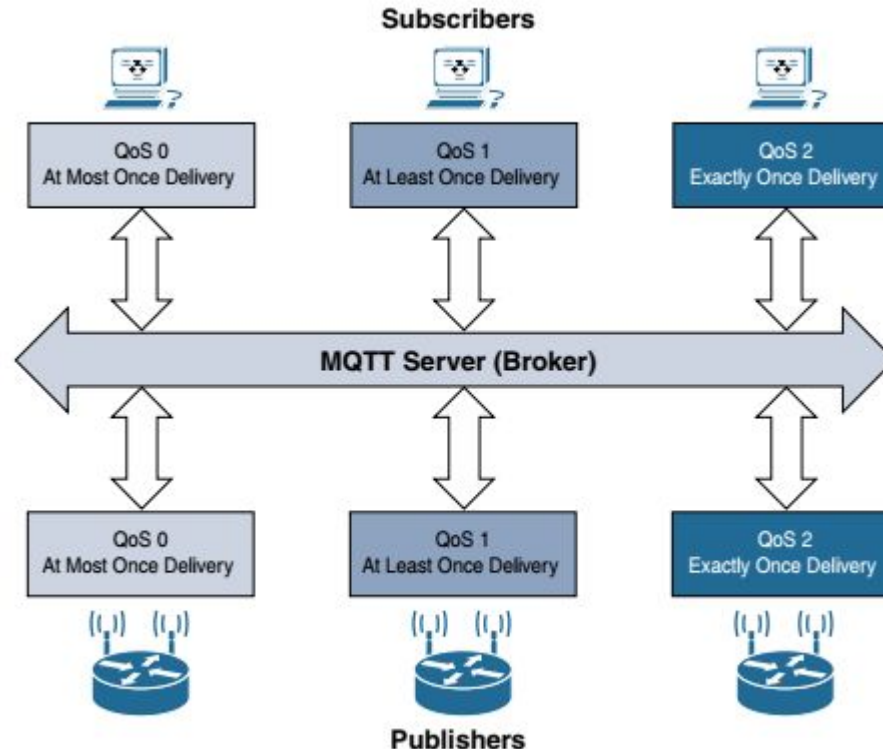 Subscribers
QoS 0
At Most Once Delivery
QoS 1
At Least Once Delivery
QoS 2
Exactly Once Delivery
MQTT Server (Broker)
QoS 0
At Most Once Delivery
QoS 1
At Least Once Delivery
QoS 2
Exactly Once Delivery
Publishers